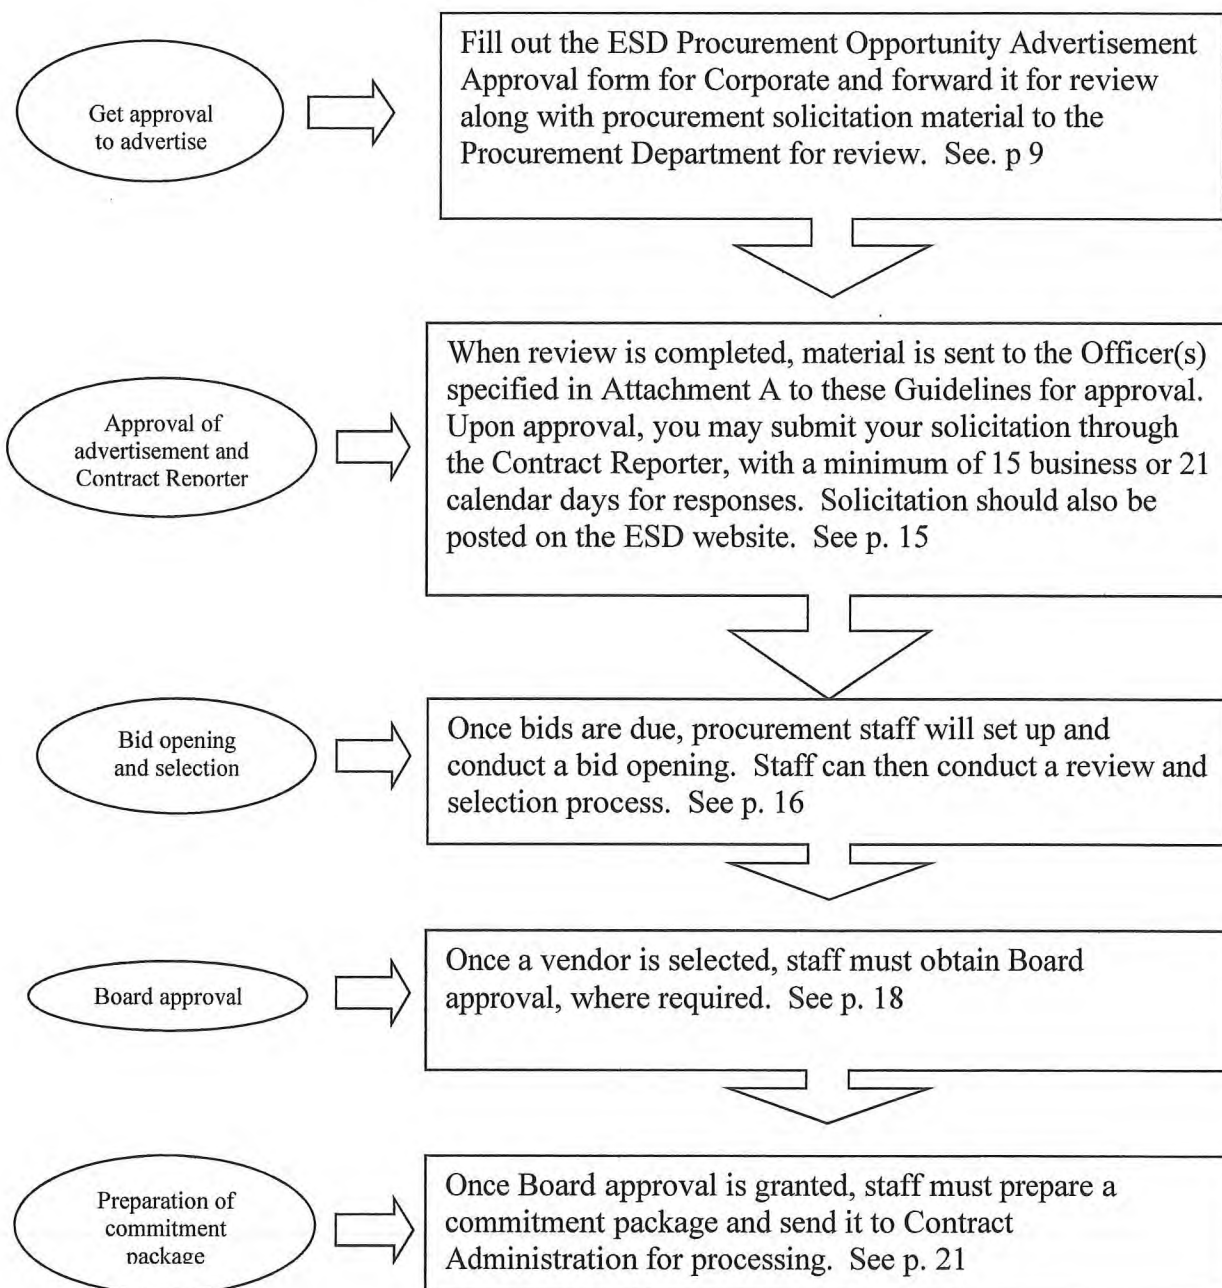 Get approval
to advertise
Fill out the ESD Procurement Opportunity Advertisement
Approval form for Corporate and forward it for review
along with procurement solicitation material to the
Procurement Department for review.  See. p 9
Approval of
advertisement and
Contract Reporter
When review is completed, material is sent to the Officer(s)
specified in Attachment A to these Guidelines for approval.
Upon approval, you may submit your solicitation through
the Contract Reporter, with a minimum of 15 business or 21
calendar days for responses.  Solicitation should also be
posted on the ESD website.  See p. 15
Bid opening
and selection
Once bids are due, procurement staff will set up and
conduct a bid opening.  Staff can then conduct a review and
selection process.  See p. 16
Board approval
Once a vendor is selected, staff must obtain Board
approval, where required.  See p. 18
Preparation of
commitment
package
Once Board approval is granted, staff must prepare a
commitment package and send it to Contract
Administration for processing.  See p. 21